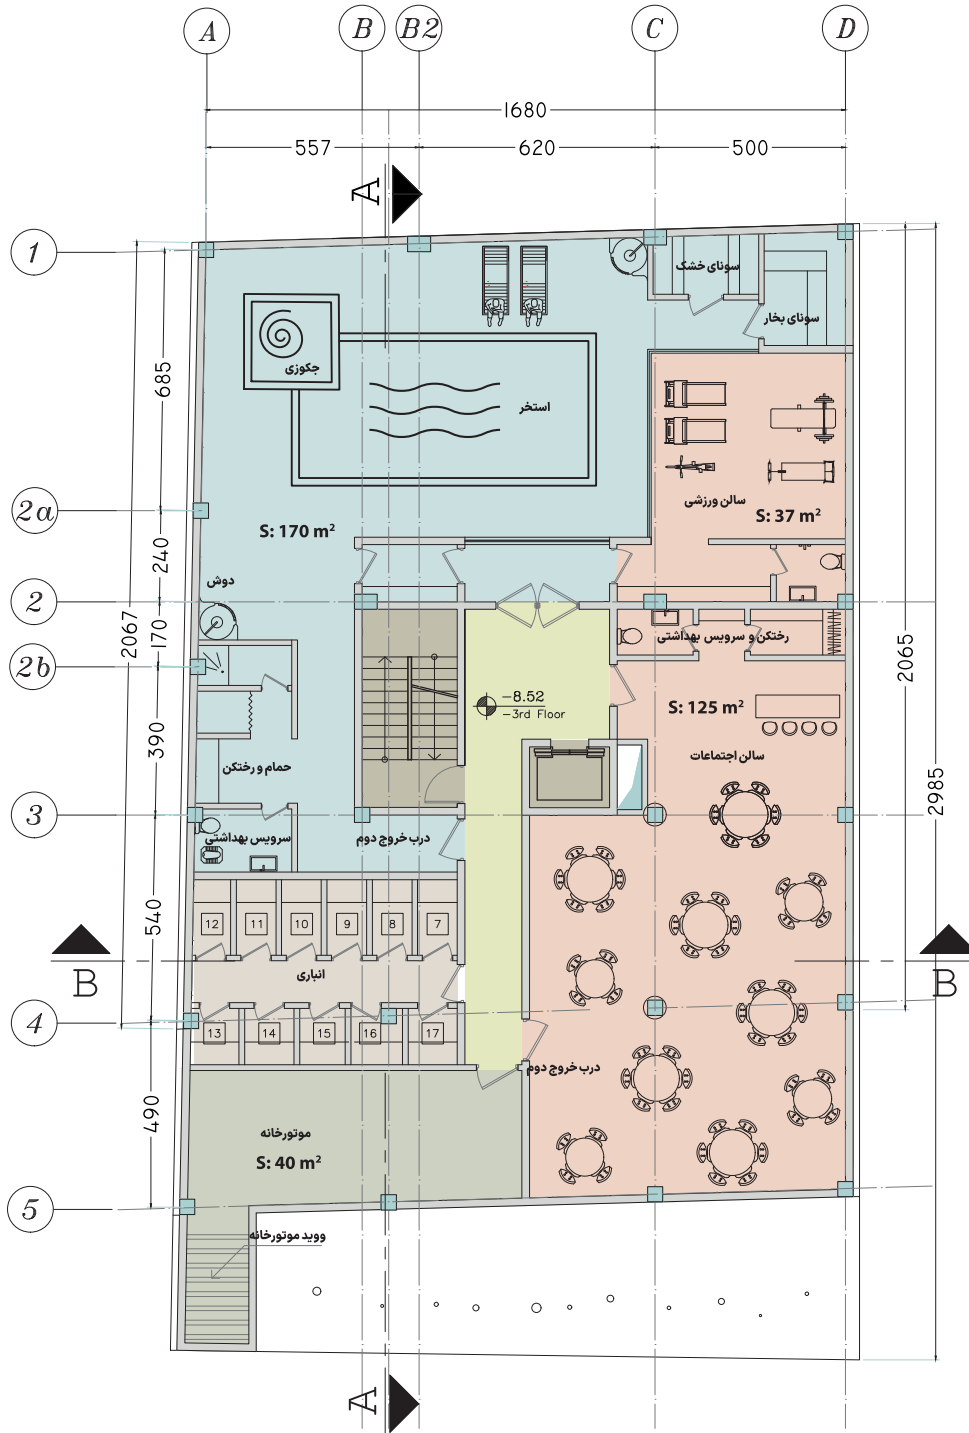 A B B2 C D
1680
557 620 500
A
1
سونای خشک
سونای بخار
جکوزی
استخر
685
سالن ورزشی
S: 37 m²
2a
S: 170 m²
240
دوش
2
2067
170
رختکن و سرویس بهداشتی
2065
2b
-8.52
-3rd Floor
S: 125 m²
390
سالن اجتماعات
حمام و رختکن
2985
3
سرویس بهداشتی
درب خروج دوم
540
12 11 10 9 8 7
B
انباری
B
4
13 14 15 16 17
درب خروج دوم
490
موتورخانه
S: 40 m²
5
وويد موتورخانه
A